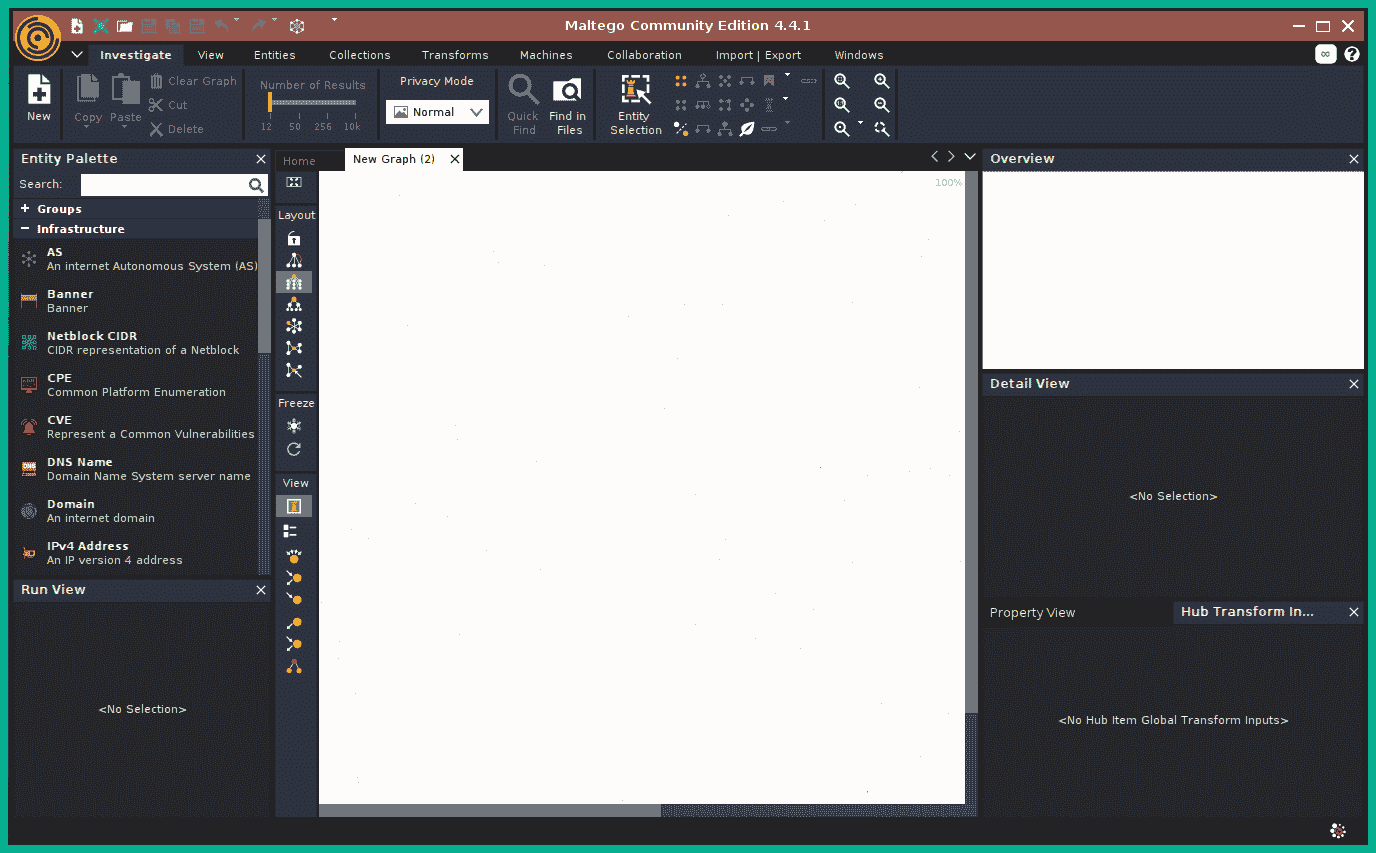 Maltego Community Edition 4.4.1
Investigate View Entities Collections Transforms Machines Collaboration Import | Export Windows
New
Copy
Paste
Clear Graph
Cut
Delete
Number of Results
12 50 256 10k
Privacy Mode
Normal
Quick Find
Find in Files
Entity Selection
Entity Palette
Search:
Groups
Infrastructure
AS
An internet Autonomous System (AS)
Banner
Banner
Netblock CIDR
CIDR representation of a Netblock
CPE
Common Platform Enumeration
CVE
Represent a Common Vulnerabilities
DNS
DNS Name
Domain Name System server name
Domain
An internet domain
IPv4 Address
An IP version 4 address
Run View
<No Selection>
Home
New Graph (2)
Layout
Freeze
View
100%
Overview
Detail View
<No Selection>
Property View
Hub Transform In...
<No Hub Item Global Transform Inputs>